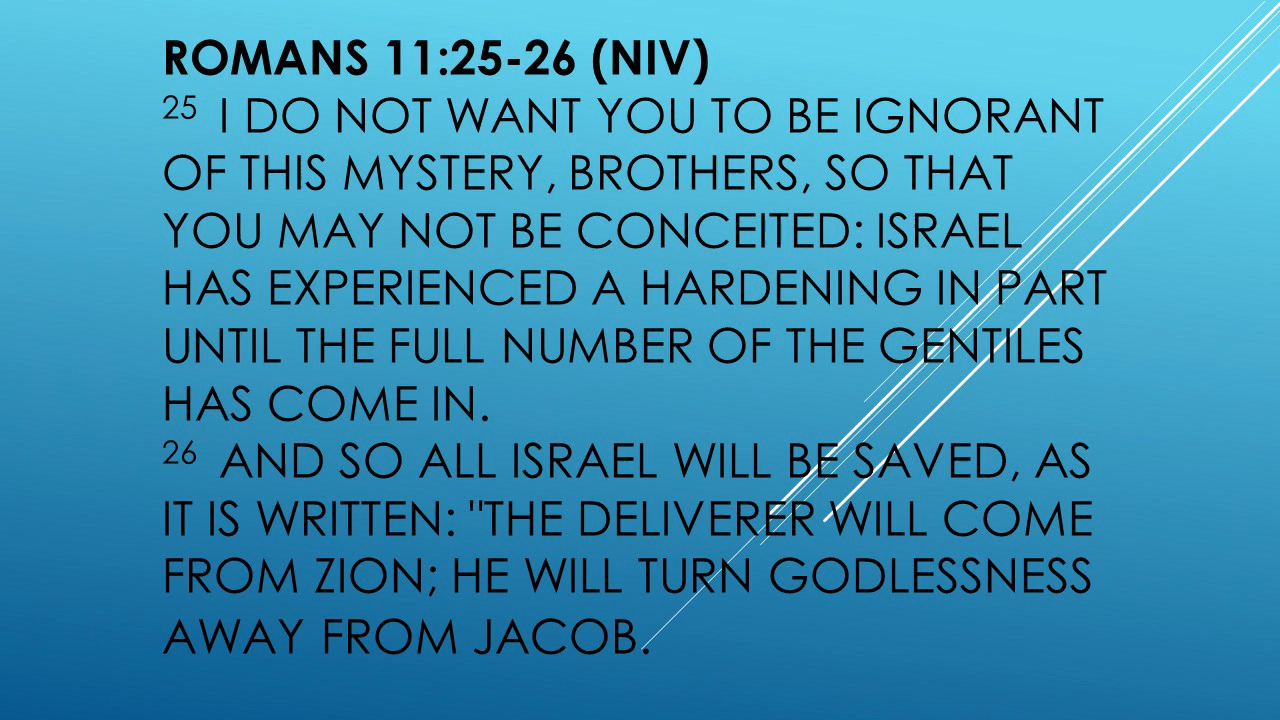 ROMANS 11:25-26 (NIV)
25 I DO NOT WANT YOU TO BE IGNORANT
OF THIS MYSTERY, BROTHERS, SO THAT
YOU MAY NOT BE CONCEITED: ISRAEL
HAS EXPERIENCED A HARDENING IN PART
UNTIL THE FULL NUMBER OF THE GENTILES
HAS COME IN.
26 AND SO ALL ISRAEL WILL BE SAVED, AS
IT IS WRITTEN: "THE DELIVERER WILL COME
FROM ZION; HE WILL TURN GODLESSNESS
AWAY FROM JACOB.